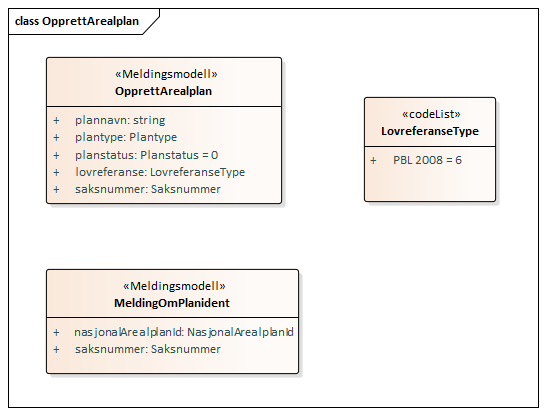 class OpprettArealplan
«Meldingsmodell»
OpprettArealplan
+ plannavn: string
+ plantype: Plantype
+ planstatus: Planstatus = 0
+ lovreferanse: LovreferanseType
+ saksnummer: Saksnummer
«codeList»
LovreferanseType
+ PBL 2008 = 6
«Meldingsmodell»
MeldingOmPlanident
+ nasjonalArealplanId: NasjonalArealplanId
+ saksnummer: Saksnummer